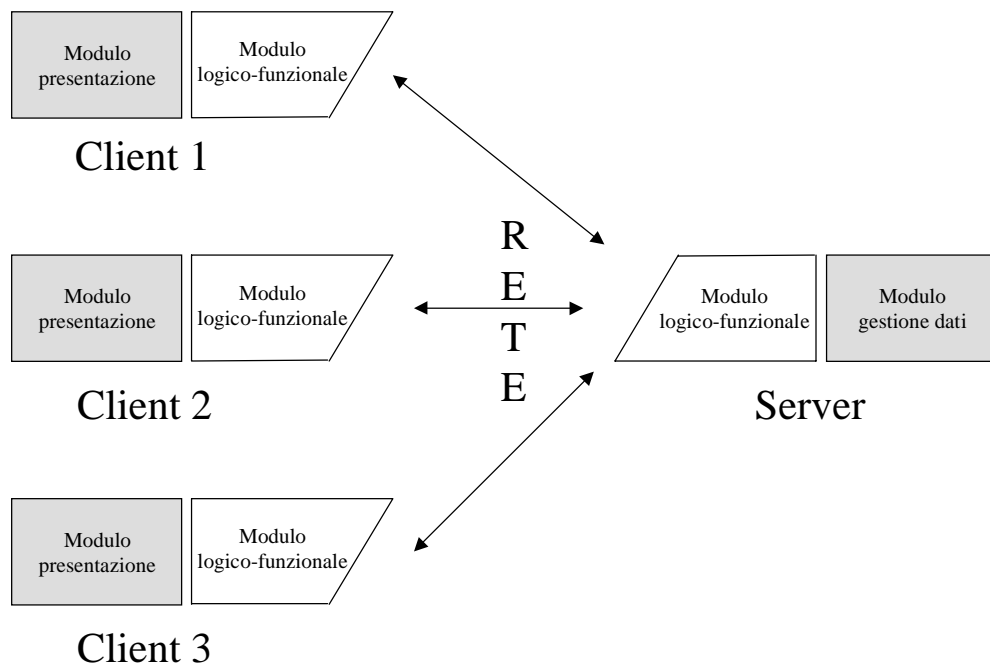 Modulo
presentazione
Modulo
logico-funzionale
Client 1
R
E
T
E
Modulo
presentazione
Modulo
logico-funzionale
Client 2
Modulo
logico-funzionale
Modulo
gestione dati
Server
Modulo
presentazione
Modulo
logico-funzionale
Client 3